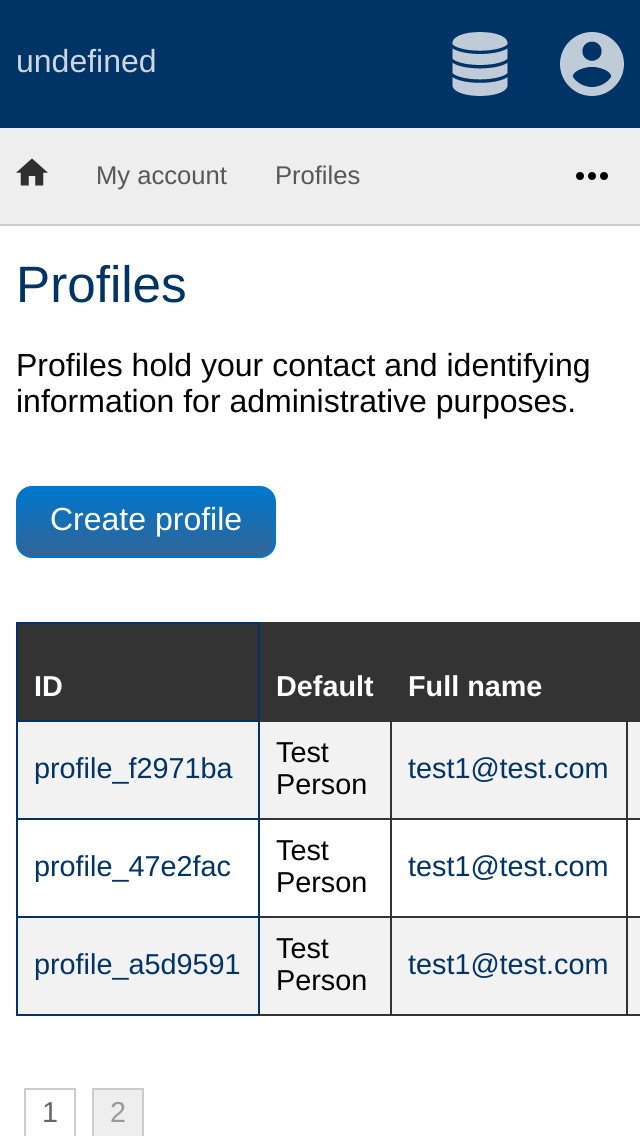 undefined
My account Profiles
Profiles
Profiles hold your contact and identifying
information for administrative purposes.
Create profile
ID Default Full name
profile_f2971ba Test Person test1@test.com
profile_47e2fac Test Person test1@test.com
profile_a5d9591 Test Person test1@test.com
1 2